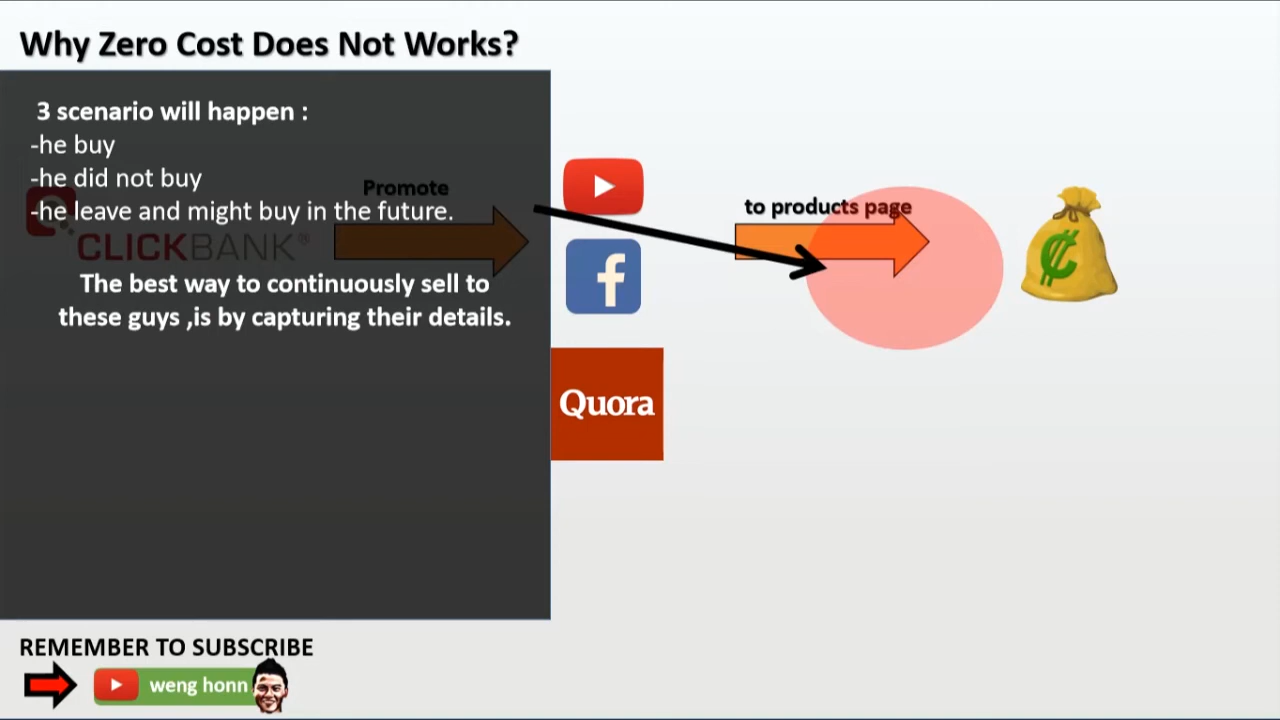 Why Zero Cost Does Not Works?
3 scenario will happen :
-he buy
-he did not buy
-he leave and might buy in the future.
The best way to continuously sell to
these guys ,is by capturing their details.
Promote
CLICKBANK®
to products page
Quora
REMEMBER TO SUBSCRIBE
weng honn